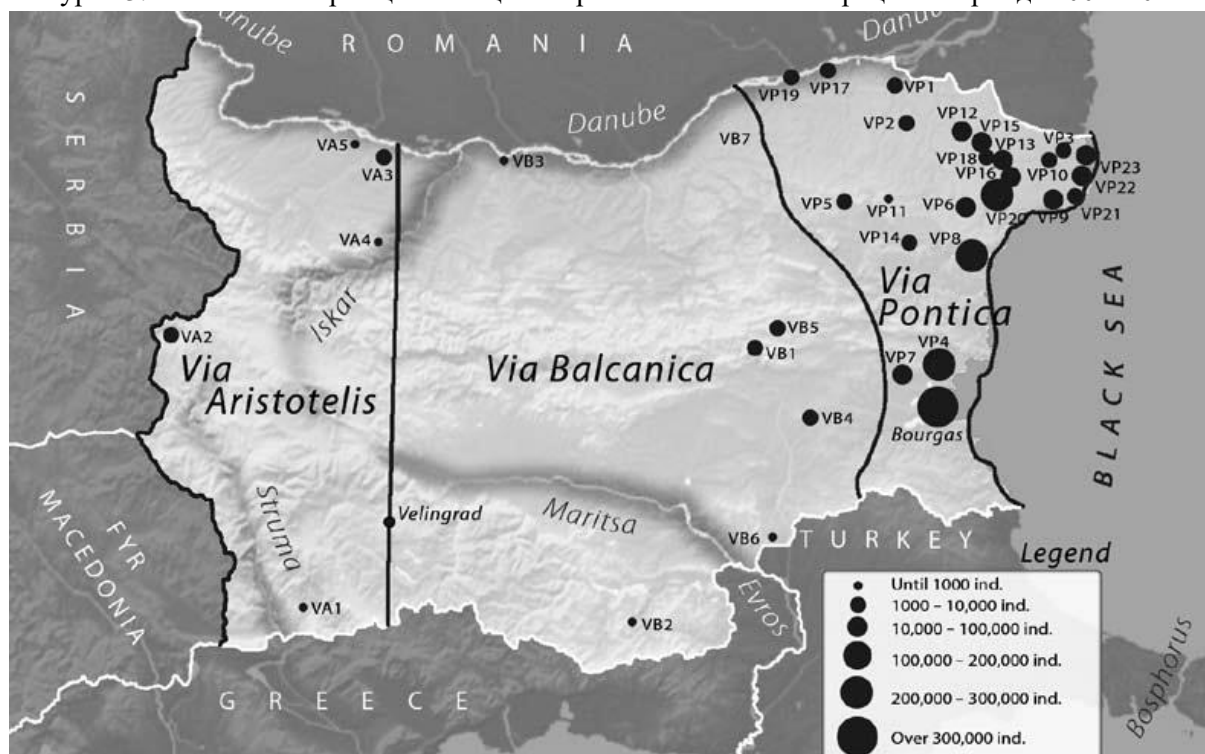 Danube
ROMANIA
Danube
SERBIA
Danube
VP19
VP17
VP1
VP2
VP12
VP15
VP13
VP3
VP18
VP16
VP10
VP23
VP22
VP5
VP11
VP6
VP20
VP9
VP21
VP14
VP8
VA5
VA3
VB3
VB7
VA4
Iskar
VA2
Via
Aristotelis
Via Balcanica
VB5
VB1
VB4
Via
Pontica
VP4
VP7
Bourgas
BLACK SEA
Struma
Velingrad
Maritsa
FYR
MACEDONIA
VB6
TURKEY
VA1
VB2
Evros
GREECE
Bosphorus
Legend
Until 1000 ind.
1000 – 10,000 ind.
10,000 – 100,000 ind.
100,000 – 200,000 ind.
200,000 – 300,000 ind.
Over 300,000 ind.